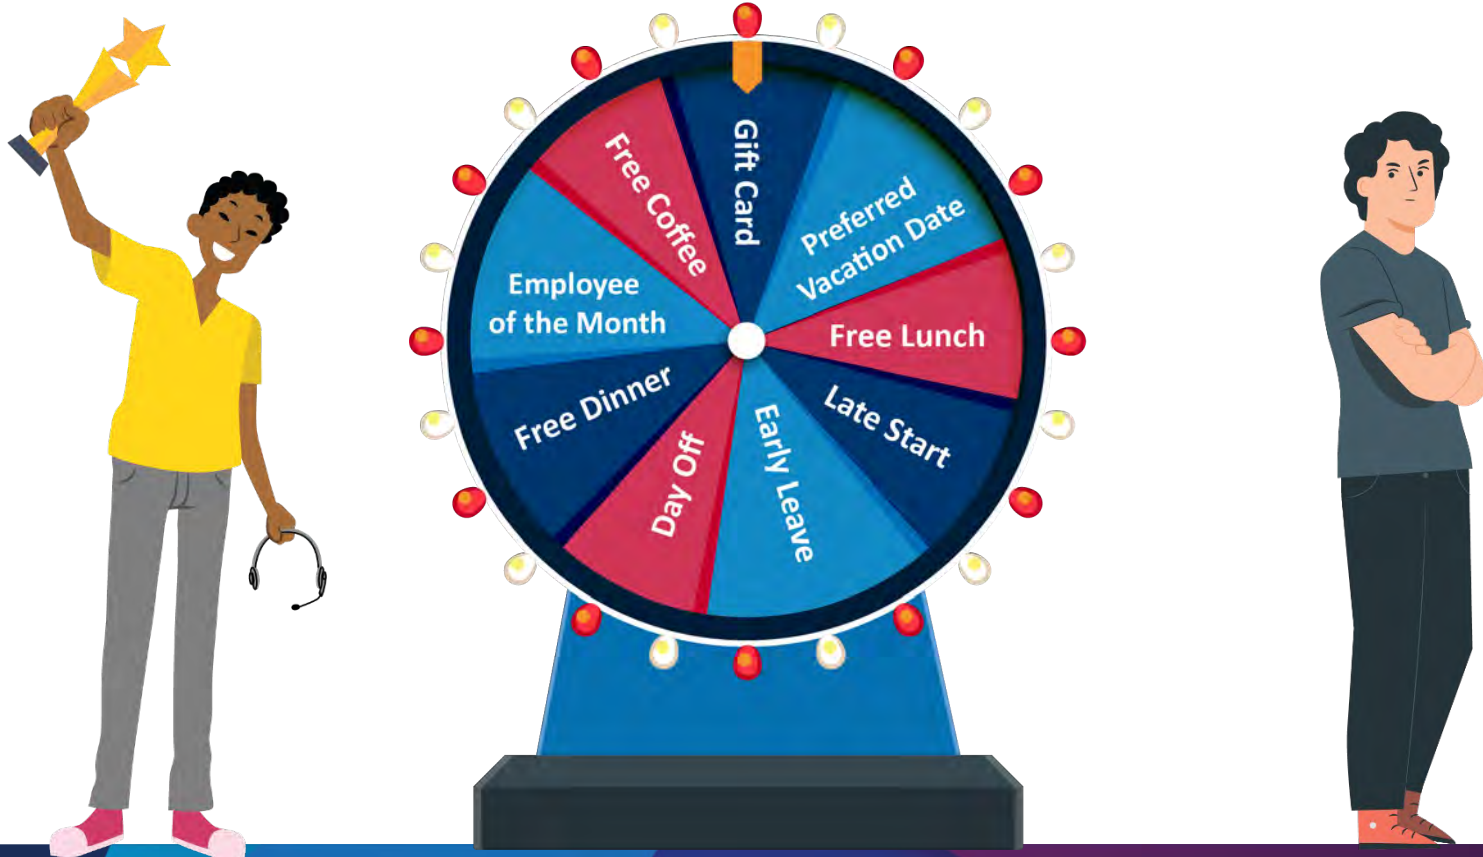 Gift Card
Preferred
Vacation Date
Free Lunch
Late Start
Early Leave
Day Off
Free Dinner
Employee
of the Month
Free Coffee